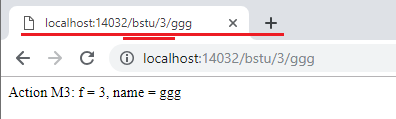 localhost:14032/bstu/3/ggg
localhost:14032/bstu/3/ggg
Action M3: f = 3, name = ggg